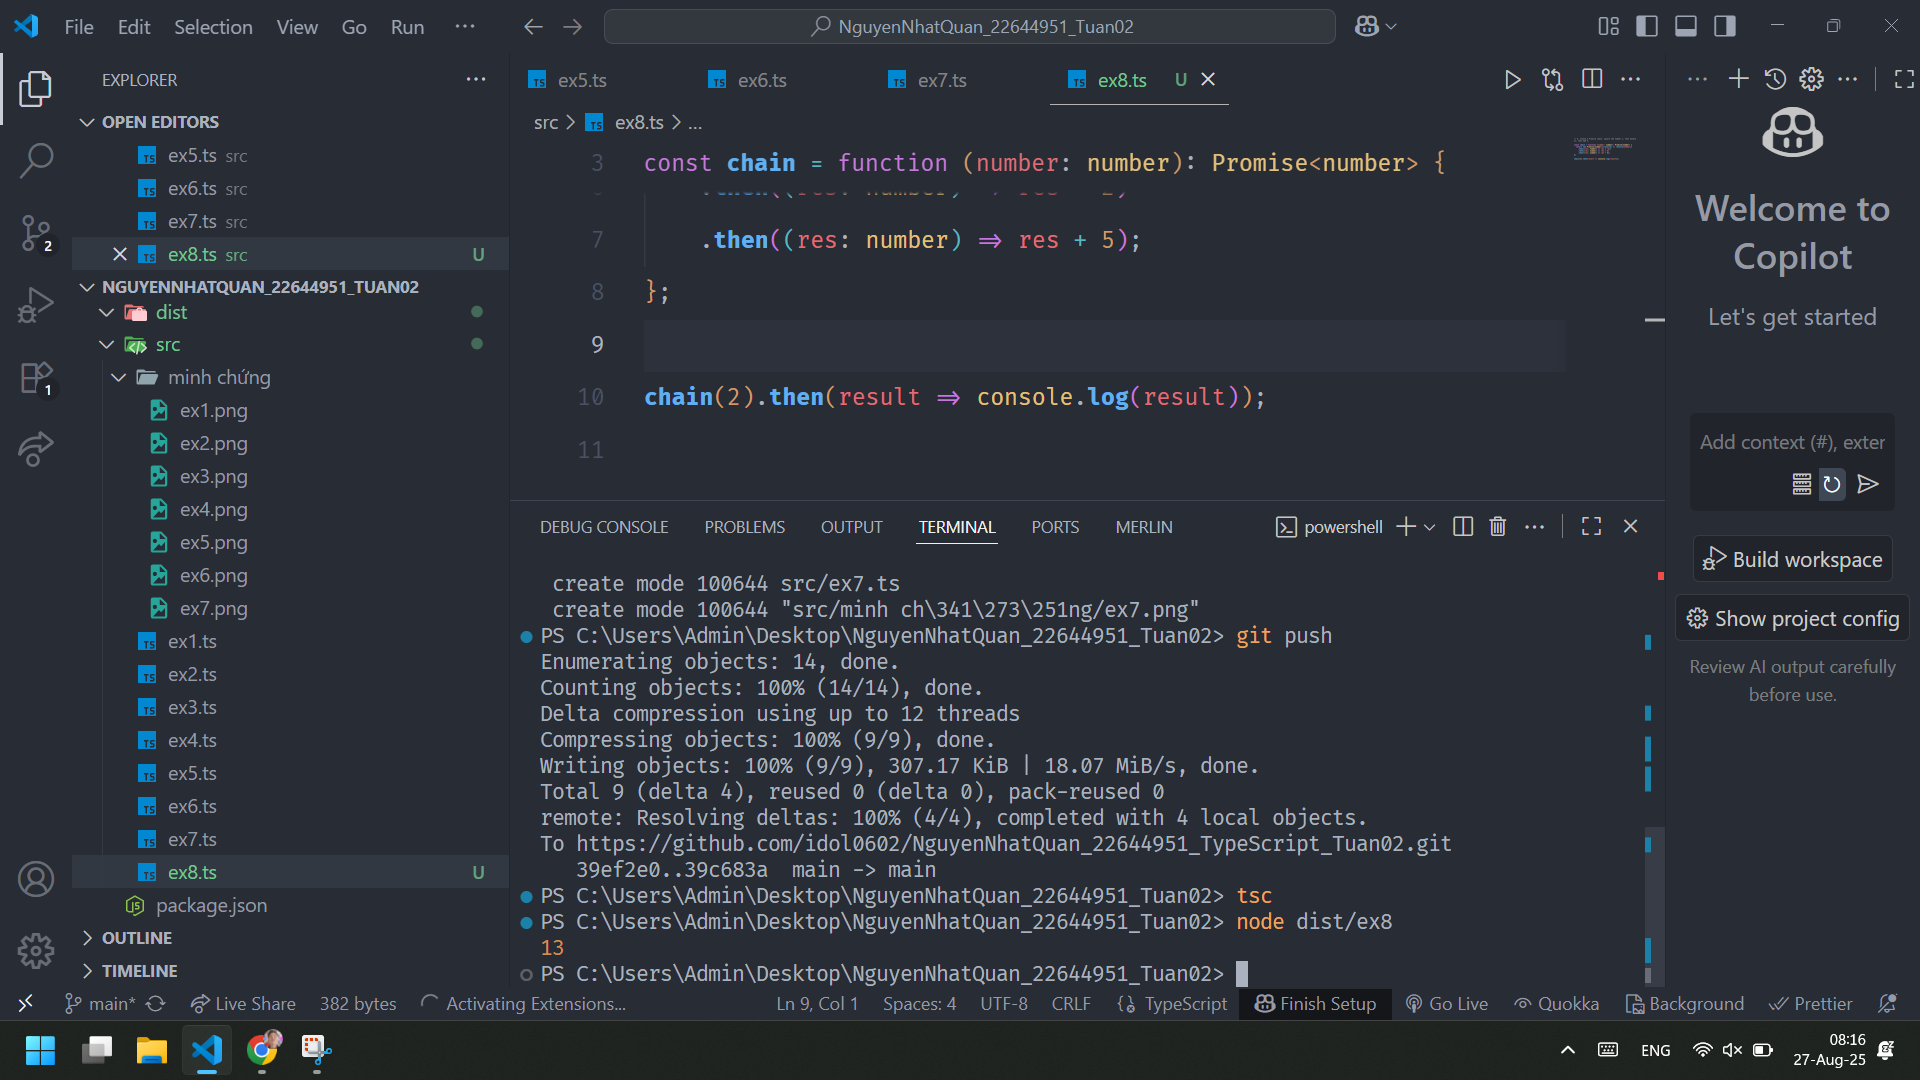 File Edit Selection View Go Run ...
NguyenNhatQuan_22644951_Tuan02
EXPLORER
OPEN EDITORS
ex5.ts src
ex6.ts src
ex7.ts src
ex8.ts src U
NGUYENNHATQUAN_22644951_TUAN02
dist
src
minh chứng
ex1.png
ex2.png
ex3.png
ex4.png
ex5.png
ex6.png
ex7.png
ex1.ts
ex2.ts
ex3.ts
ex4.ts
ex5.ts
ex6.ts
ex7.ts
ex8.ts U
package.json
OUTLINE
TIMELINE
2
1
ex5.ts ex6.ts ex7.ts ex8.ts U
src > ex8.ts > ...
3 const chain = function (number: number): Promise<number> {
7 .then((res: number) => res + 5);
8 };
9
10 chain(2).then(result => console.log(result));
11
DEBUG CONSOLE PROBLEMS OUTPUT TERMINAL PORTS MERLIN powershell
create mode 100644 src/ex7.ts
create mode 100644 "src/minh ch\341\273\251ng/ex7.png"
PS C:\Users\Admin\Desktop\NguyenNhatQuan_22644951_Tuan02> git push
Enumerating objects: 14, done.
Counting objects: 100% (14/14), done.
Delta compression using up to 12 threads
Compressing objects: 100% (9/9), done.
Writing objects: 100% (9/9), 307.17 KiB | 18.07 MiB/s, done.
Total 9 (delta 4), reused 0 (delta 0), pack-reused 0
remote: Resolving deltas: 100% (4/4), completed with 4 local objects.
To https://github.com/idol0602/NguyenNhatQuan_22644951_TypeScript_Tuan02.git
39ef2e0..39c683a main -> main
PS C:\Users\Admin\Desktop\NguyenNhatQuan_22644951_Tuan02> tsc
PS C:\Users\Admin\Desktop\NguyenNhatQuan_22644951_Tuan02> node dist/ex8
13
PS C:\Users\Admin\Desktop\NguyenNhatQuan_22644951_Tuan02>
Welcome to
Copilot
Let's get started
Add context (#), exter
Build workspace
Show project config
Review AI output carefully
before use.
main* Live Share 382 bytes Activating Extensions... Ln 9, Col 1 Spaces: 4 UTF-8 CRLF {} TypeScript Finish Setup Go Live Quokka Background Prettier
ENG
08:16
27-Aug-25